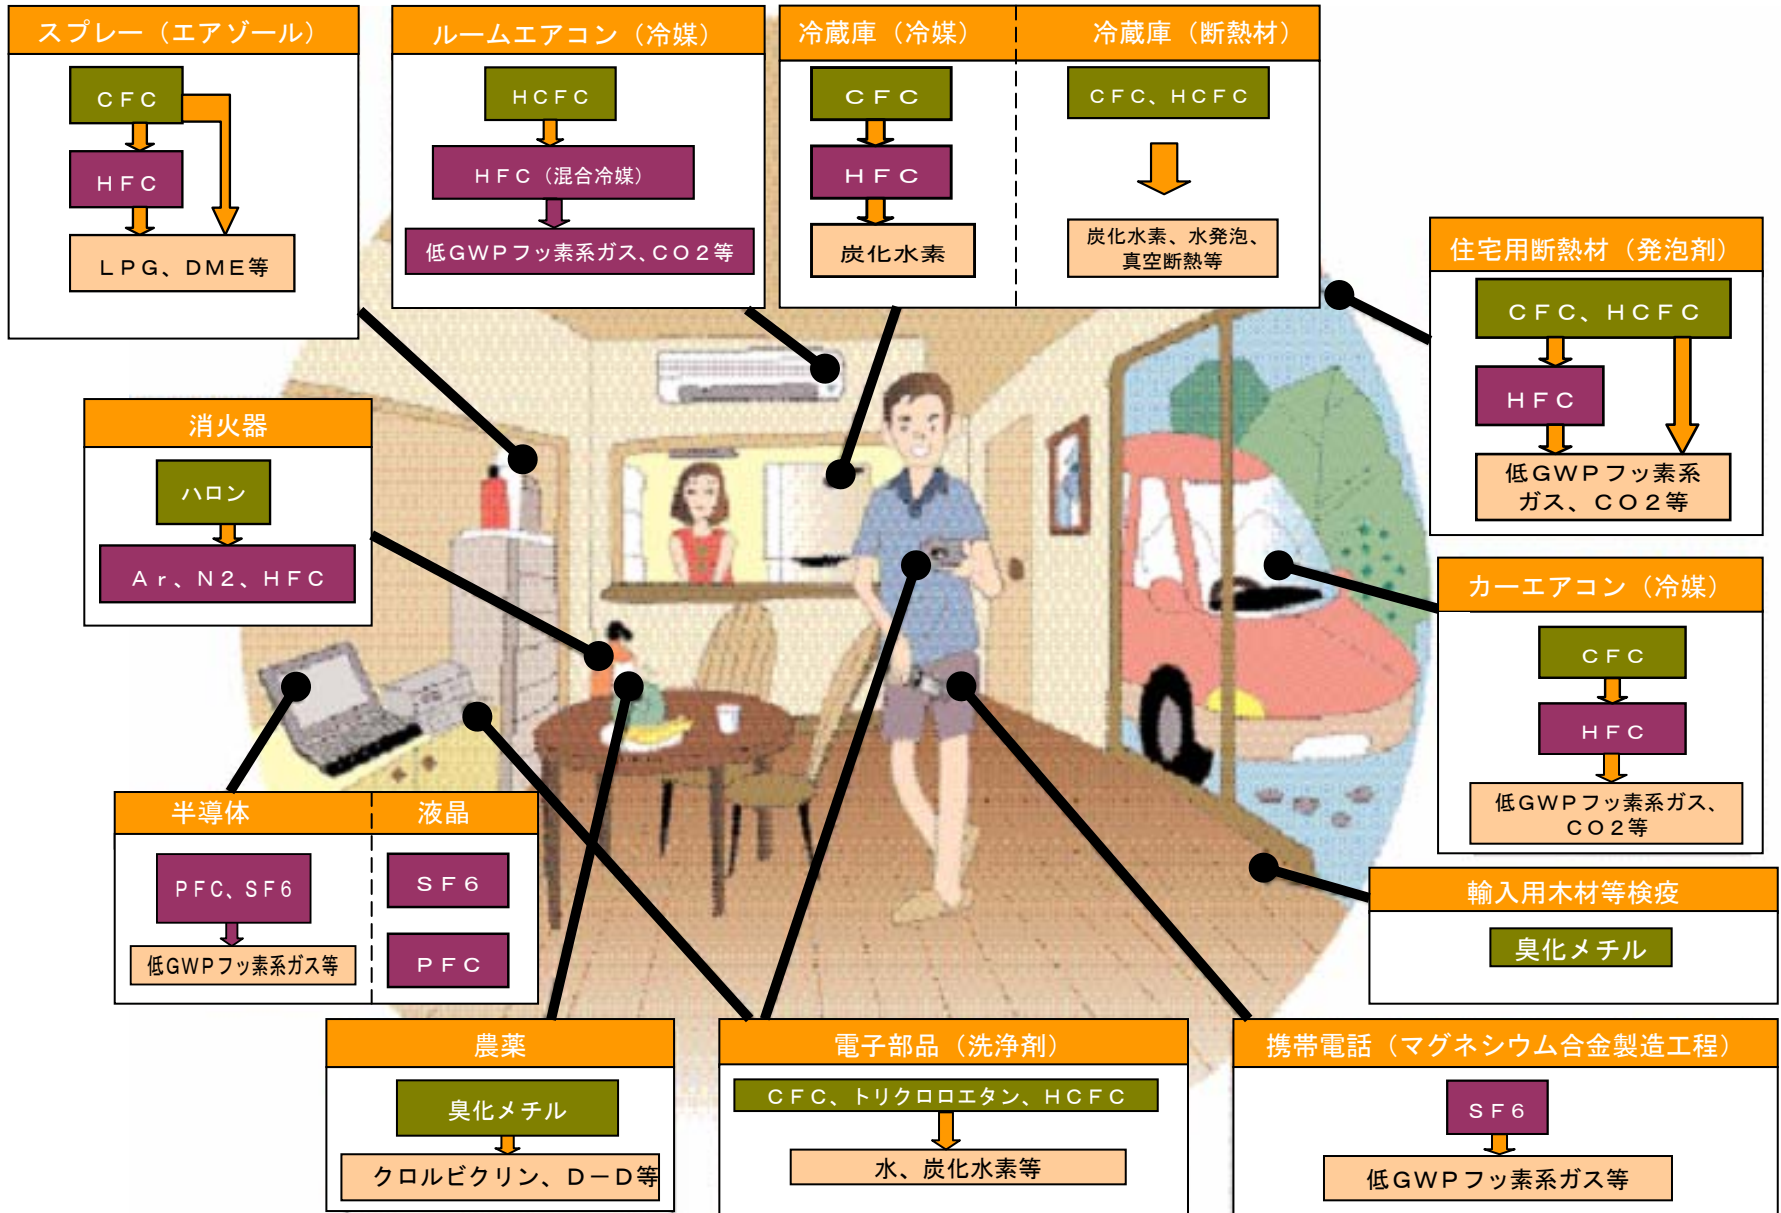 スプレー（エアゾール）
ＣＦＣ
ＨＦＣ
ＬＰＧ、ＤＭＥ等
ルームエアコン（冷媒）
ＨＣＦＣ
ＨＦＣ（混合冷媒）
低ＧＷＰフッ素系ガス、ＣＯ２等
冷蔵庫（冷媒）
ＣＦＣ
ＨＦＣ
炭化水素
冷蔵庫（断熱材）
ＣＦＣ、ＨＣＦＣ
炭化水素、水発泡、
真空断熱等
住宅用断熱材（発泡剤）
ＣＦＣ、ＨＣＦＣ
ＨＦＣ
低ＧＷＰフッ素系
ガス、ＣＯ２等
消火器
ハロン
Ａｒ、Ｎ２、ＨＦＣ
カーエアコン（冷媒）
ＣＦＣ
ＨＦＣ
低ＧＷＰフッ素系ガス、
ＣＯ２等
半導体
ＰＦＣ、ＳＦ６
低ＧＷＰフッ素系ガス等
液晶
ＳＦ６
ＰＦＣ
輸入用木材等検疫
臭化メチル
農薬
臭化メチル
クロルピクリン、Ｄ－Ｄ等
電子部品（洗浄剤）
ＣＦＣ、トリクロロエタン、ＨＣＦＣ
水、炭化水素等
携帯電話（マグネシウム合金製造工程）
ＳＦ６
低ＧＷＰフッ素系ガス等